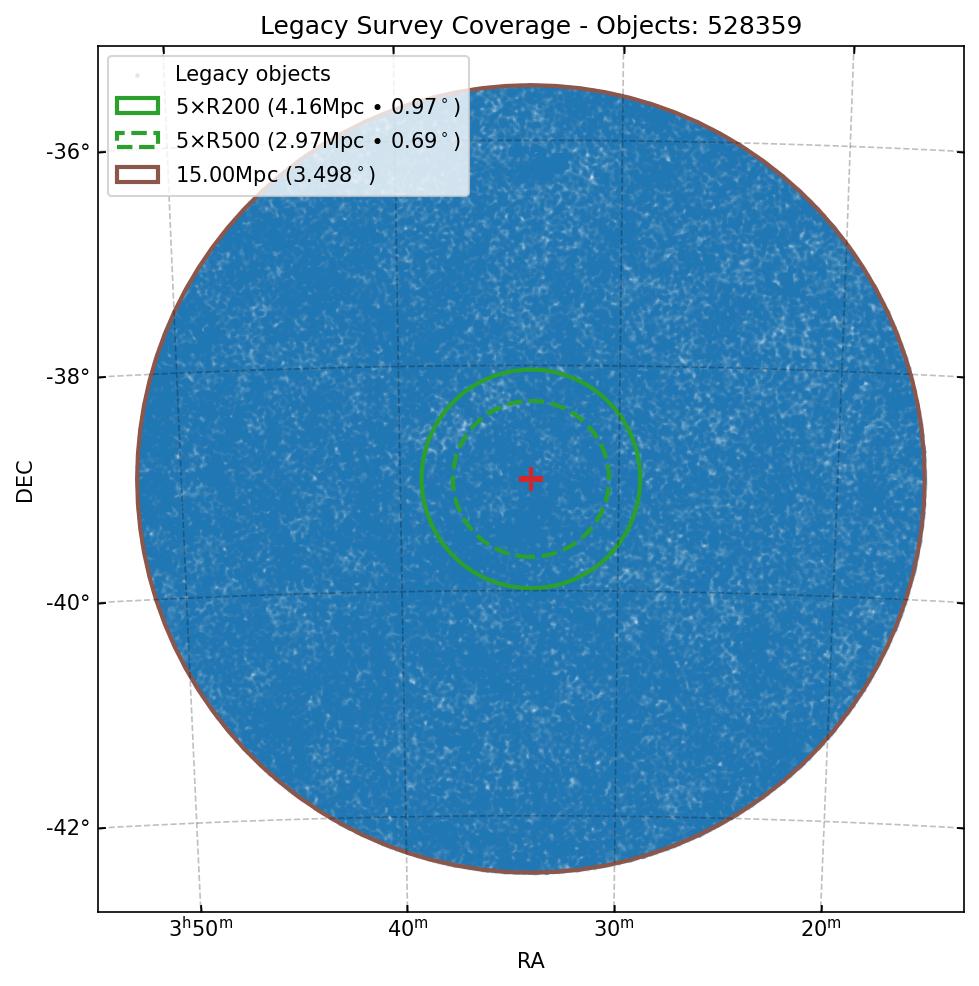 Legacy Survey Coverage - Objects: 528359
Legacy objects
5×R200 (4.16Mpc • 0.97°)
5×R500 (2.97Mpc • 0.69°)
15.00Mpc (3.498°)
-36°
-38°
-40°
-42°
DEC
3ʰ50ᵐ 40ᵐ 30ᵐ 20ᵐ
RA